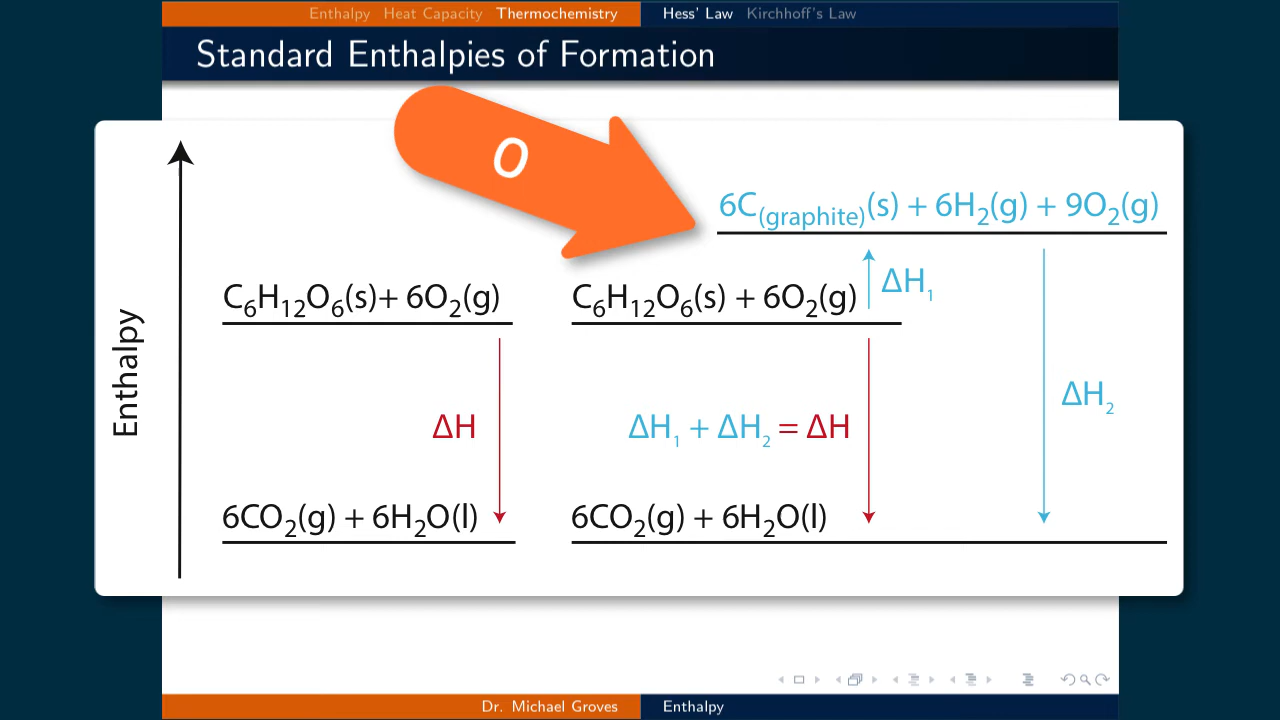 Enthalpy Heat Capacity Thermochemistry Hess' Law Kirchhoff's Law
Standard Enthalpies of Formation
0
6C(graphite)(s) + 6H2(g) + 9O2(g)
ΔH1
C6H12O6(s)+ 6O2(g)
C6H12O6(s) + 6O2(g)
Enthalpy
ΔH2
ΔH
ΔH1 + ΔH2 = ΔH
6CO2(g) + 6H2O(l)
6CO2(g) + 6H2O(l)
Dr. Michael Groves Enthalpy